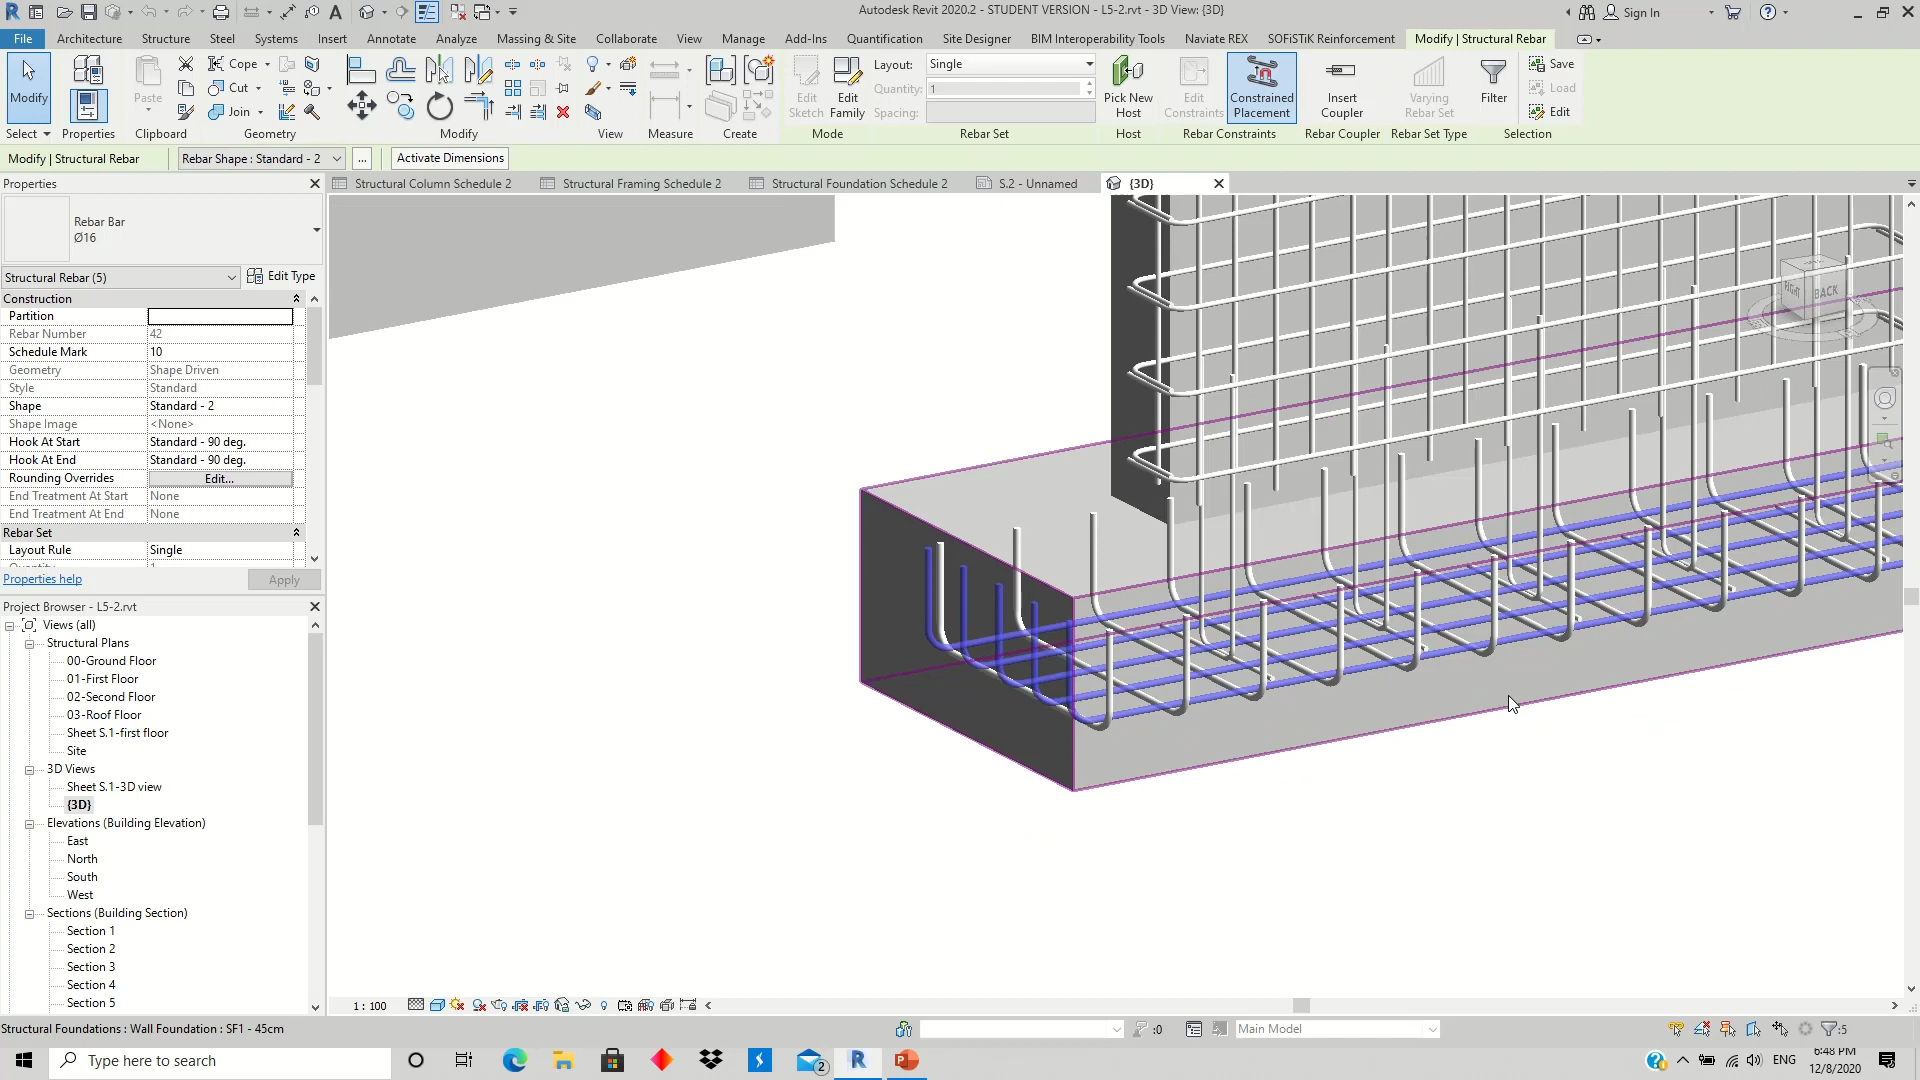 Autodesk Revit 2020.2 - STUDENT VERSION - L5-2.rvt - 3D View: {3D}
Sign In
File Architecture Structure Steel Systems Insert Annotate Analyze Massing & Site Collaborate View Manage Add-Ins Quantification Site Designer BIM Interoperability Tools Naviate REX SOFiSTiK Reinforcement Modify | Structural Rebar
Modify
Paste
Cope
Cut
Join
Edit Sketch
Edit Family
Layout: Single
Quantity: 1
Spacing:
Pick New Host
Edit Constraints
Constrained Placement
Insert Coupler
Varying Rebar Set
Filter
Save
Load
Edit
Select Properties Clipboard Geometry Modify View Measure Create Mode Rebar Set Host Rebar Constraints Rebar Coupler Rebar Set Type Selection
Modify | Structural Rebar Rebar Shape : Standard - 2 ... Activate Dimensions
Properties
Structural Column Schedule 2 Structural Framing Schedule 2 Structural Foundation Schedule 2 S.2 - Unnamed {3D}
Rebar Bar
Ø16
Structural Rebar (5) Edit Type
Construction
Partition
Rebar Number 42
Schedule Mark 10
Geometry Shape Driven
Style Standard
Shape Standard - 2
Shape Image <None>
Hook At Start Standard - 90 deg.
Hook At End Standard - 90 deg.
Rounding Overrides Edit...
End Treatment At Start None
End Treatment At End None
Rebar Set
Layout Rule Single
Properties help Apply
RIGHT BACK
Project Browser - L5-2.rvt
Views (all)
Structural Plans
00-Ground Floor
01-First Floor
02-Second Floor
03-Roof Floor
Sheet S.1-first floor
Site
3D Views
Sheet S.1-3D view
{3D}
Elevations (Building Elevation)
East
North
South
West
Sections (Building Section)
Section 1
Section 2
Section 3
Section 4
Section 5
1 : 100
Structural Foundations : Wall Foundation : SF1 - 45cm
:0
Main Model
:5
Type here to search
2
ENG
6:48 PM
12/8/2020